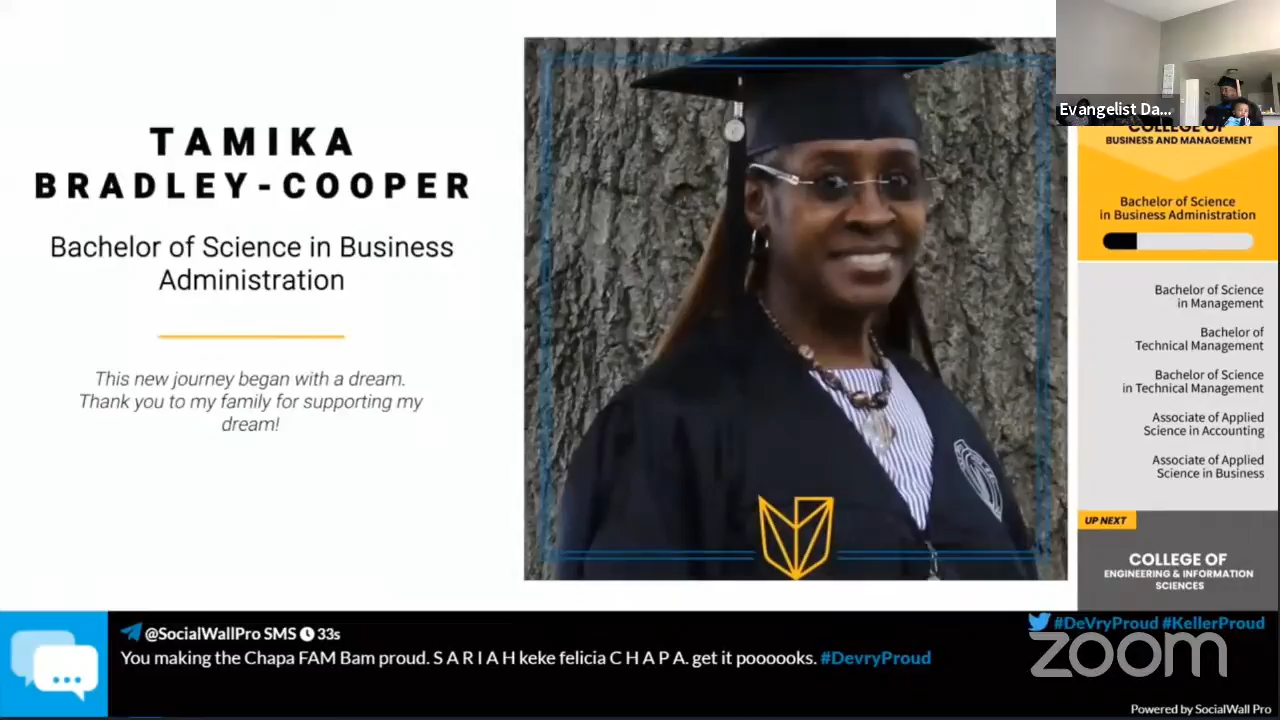 TAMIKA
BRADLEY-COOPER
Bachelor of Science in Business
Administration
This new journey began with a dream.
Thank you to my family for supporting my
dream!
Evangelist Da...
COLLEGE OF
BUSINESS AND MANAGEMENT
Bachelor of Science
in Business Administration
Bachelor of Science
in Management
Bachelor of
Technical Management
Bachelor of Science
in Technical Management
Associate of Applied
Science in Accounting
Associate of Applied
Science in Business
UP NEXT
COLLEGE OF
ENGINEERING & INFORMATION
SCIENCES
@SocialWallPro SMS 33s
You making the Chapa FAM Bam proud. S A R I A H keke felicia C H A P A. get it poooooks. #DevryProud
#DeVryProud #KellerProud
zoom
Powered by SocialWall Pro